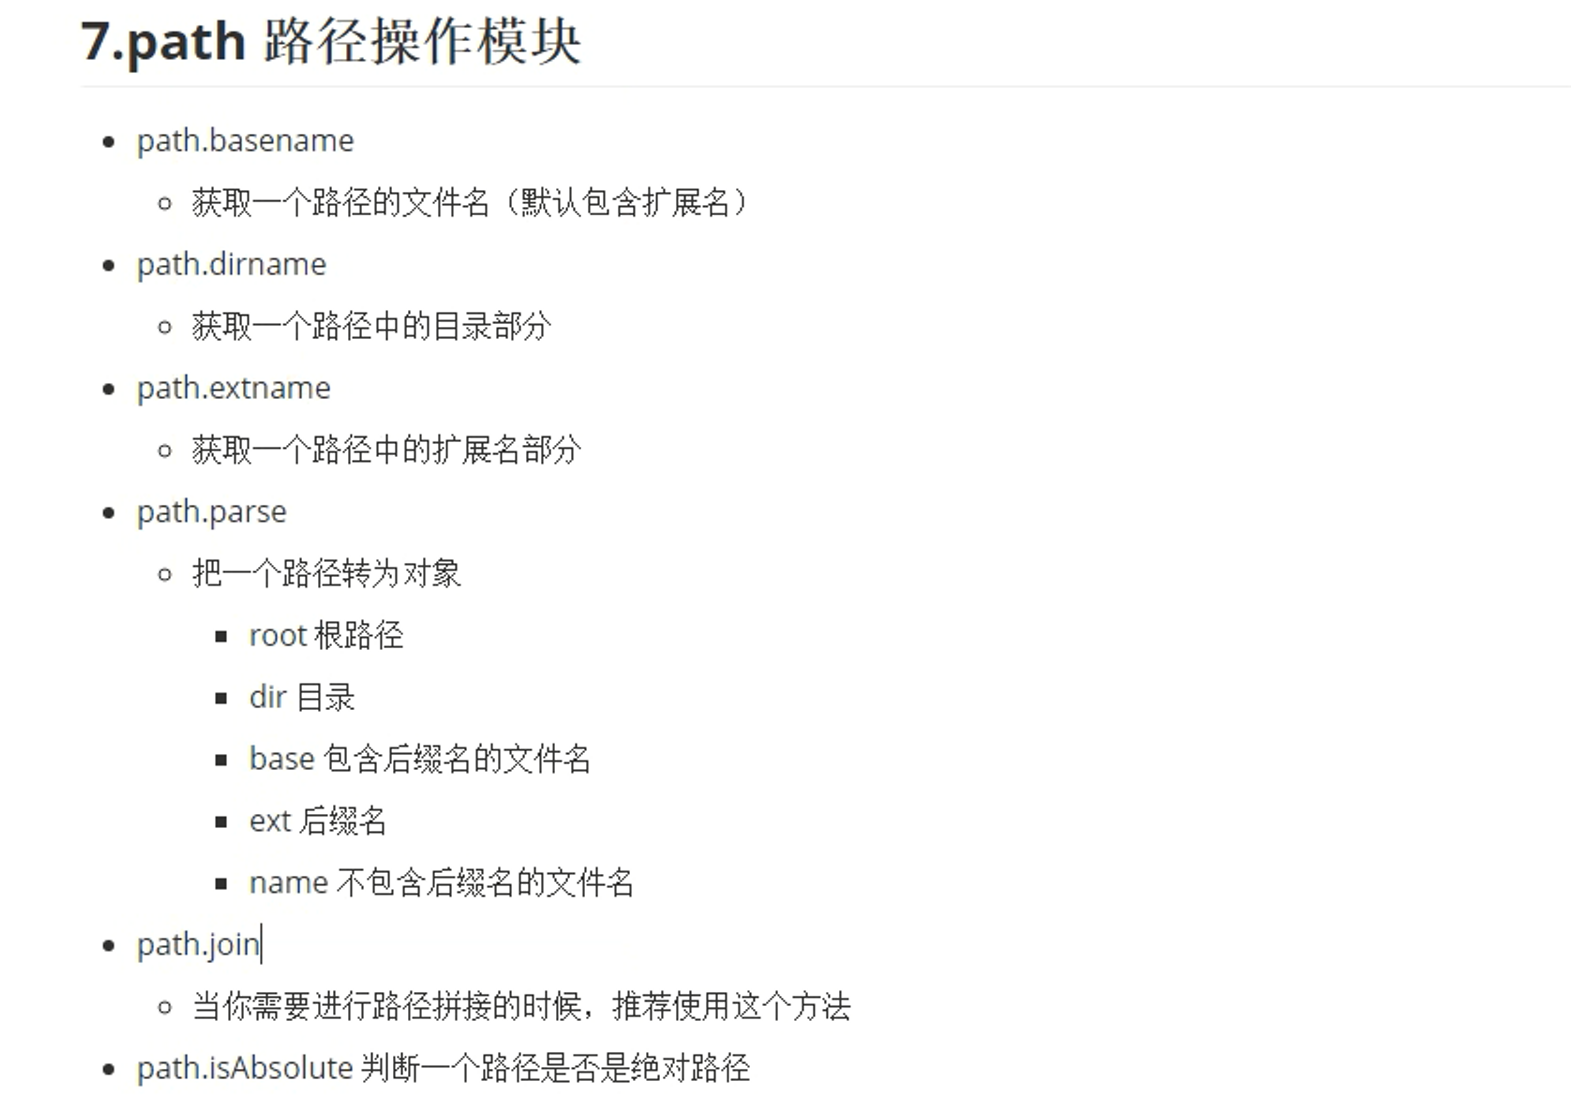 7.path 路径操作模块
path.basename
获取一个路径的文件名（默认包含扩展名）
path.dirname
获取一个路径中的目录部分
path.extname
获取一个路径中的扩展名部分
path.parse
把一个路径转为对象
root 根路径
dir 目录
base 包含后缀名的文件名
ext 后缀名
name 不包含后缀名的文件名
path.join
当你需要进行路径拼接的时候，推荐使用这个方法
path.isAbsolute 判断一个路径是否是绝对路径